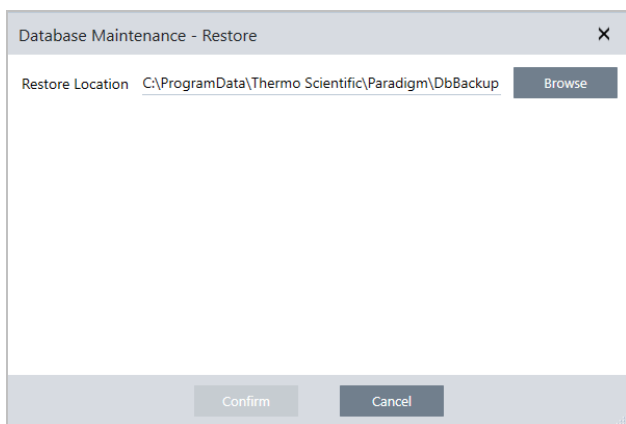 Database Maintenance - Restore
Restore Location C:\ProgramData\Thermo Scientific\Paradigm\DbBackup Browse
Confirm Cancel